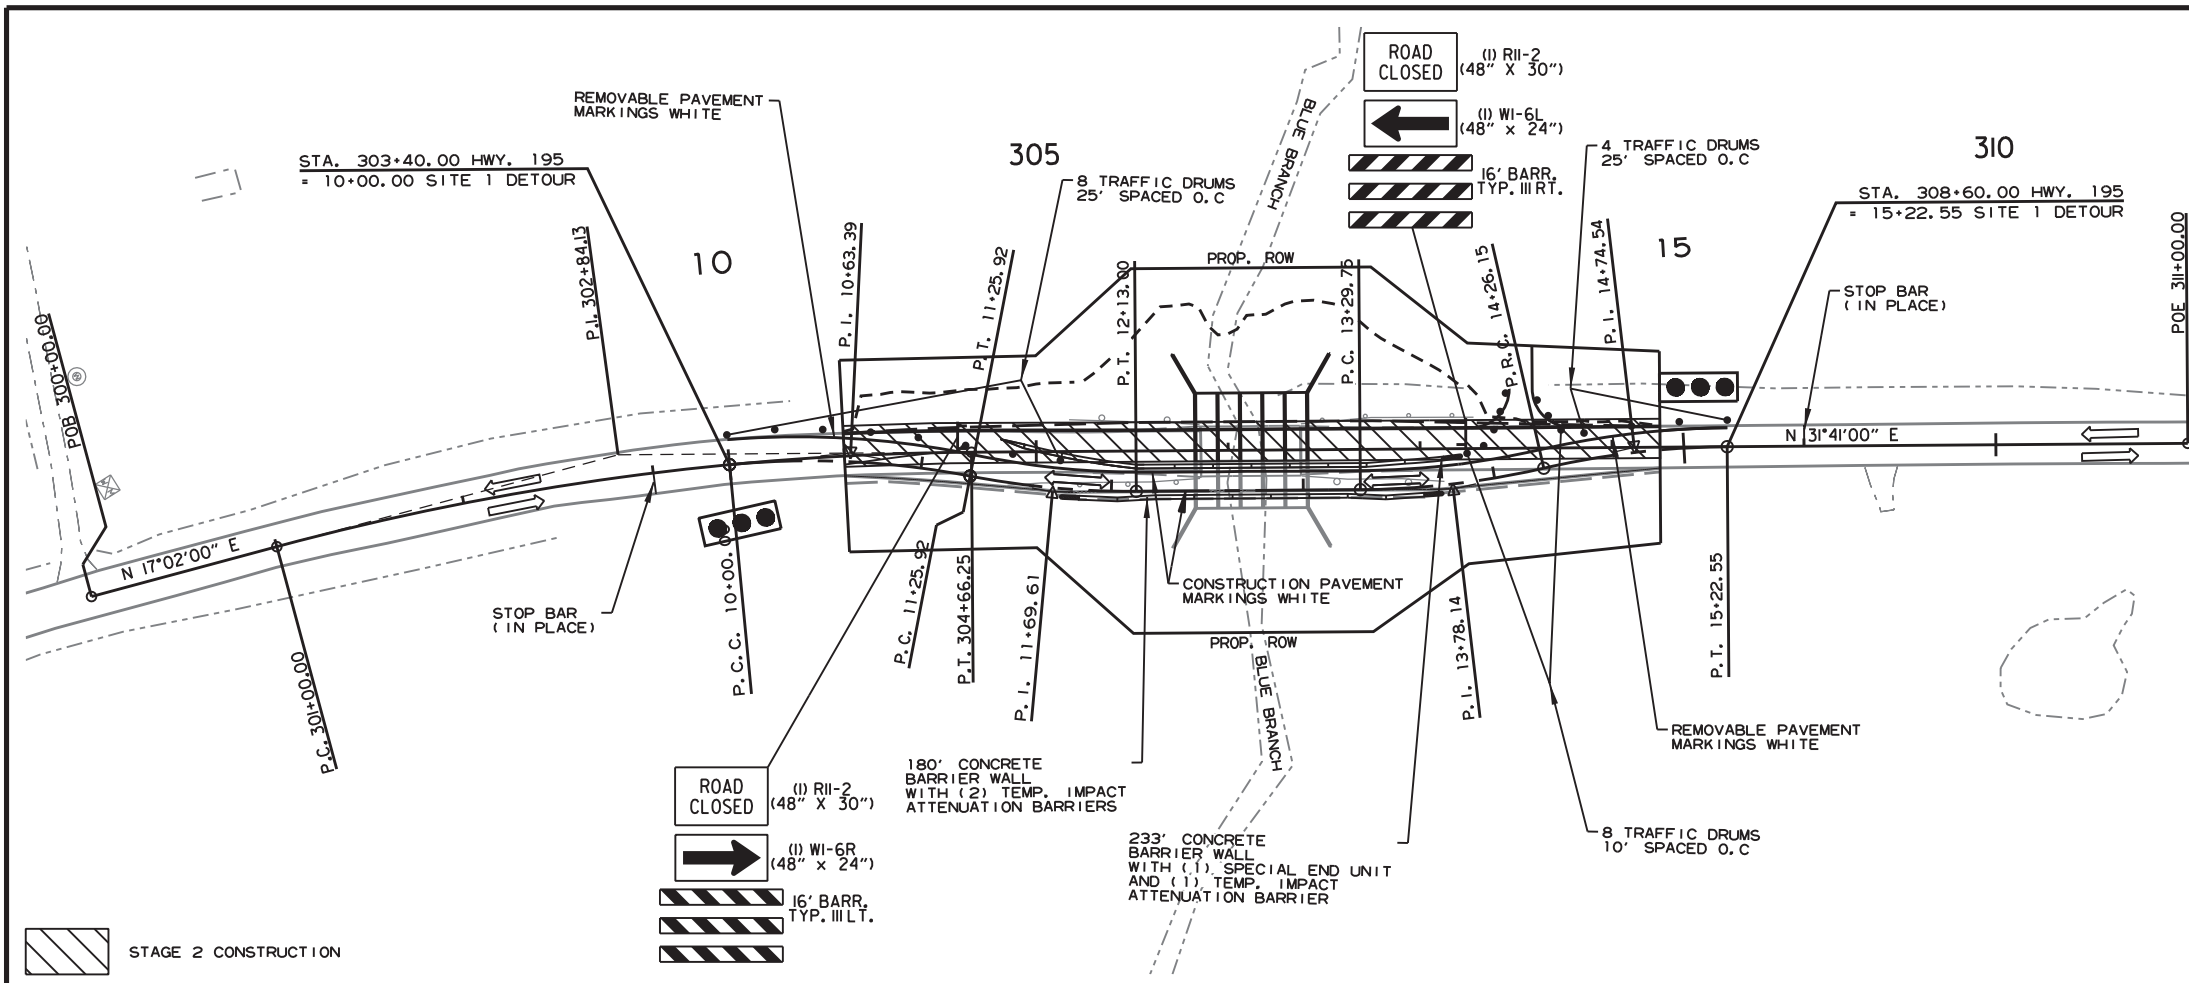 ROAD
CLOSED
(1) R11-2
(48" X 30")
(1) W1-6L
(48" x 24")
16' BARR.
TYP. III RT.
REMOVABLE PAVEMENT
MARKINGS WHITE
305
310
4 TRAFFIC DRUMS
25' SPACED O.C
STA. 303+40.00 HWY. 195
= 10+00.00 SITE 1 DETOUR
8 TRAFFIC DRUMS
25' SPACED O.C
STA. 308+60.00 HWY. 195
= 15+22.55 SITE 1 DETOUR
BLUE BRANCH
10
15
P.I. 302+84.13
P.I. 10+63.39
P.T. 11+25.92
P.T. 12+13.00
PROP. ROW
P.C. 13+29.75
P.R.C. 14+26.15
P.I. 14+74.54
STOP BAR
(IN PLACE)
POE 311+00.00
POB 300+00.00
N 31°41'00" E
N 17°02'00" E
P.C. 301+00.00
STOP BAR
(IN PLACE)
P.C.C. 10+00.
P.C. 11+25.92
P.T. 304+66.25
P.I. 11+69.61
CONSTRUCTION PAVEMENT
MARKINGS WHITE
PROP. ROW
BLUE BRANCH
P.I. 13+78.14
P.T. 15+22.55
REMOVABLE PAVEMENT
MARKINGS WHITE
ROAD
CLOSED
(1) R11-2
(48" X 30")
(1) W1-6R
(48" x 24")
16' BARR.
TYP. III LT.
180' CONCRETE
BARRIER WALL
WITH (2) TEMP. IMPACT
ATTENUATION BARRIERS
233' CONCRETE
BARRIER WALL
WITH (1) SPECIAL END UNIT
AND (1) TEMP. IMPACT
ATTENUATION BARRIER
8 TRAFFIC DRUMS
10' SPACED O.C
STAGE 2 CONSTRUCTION